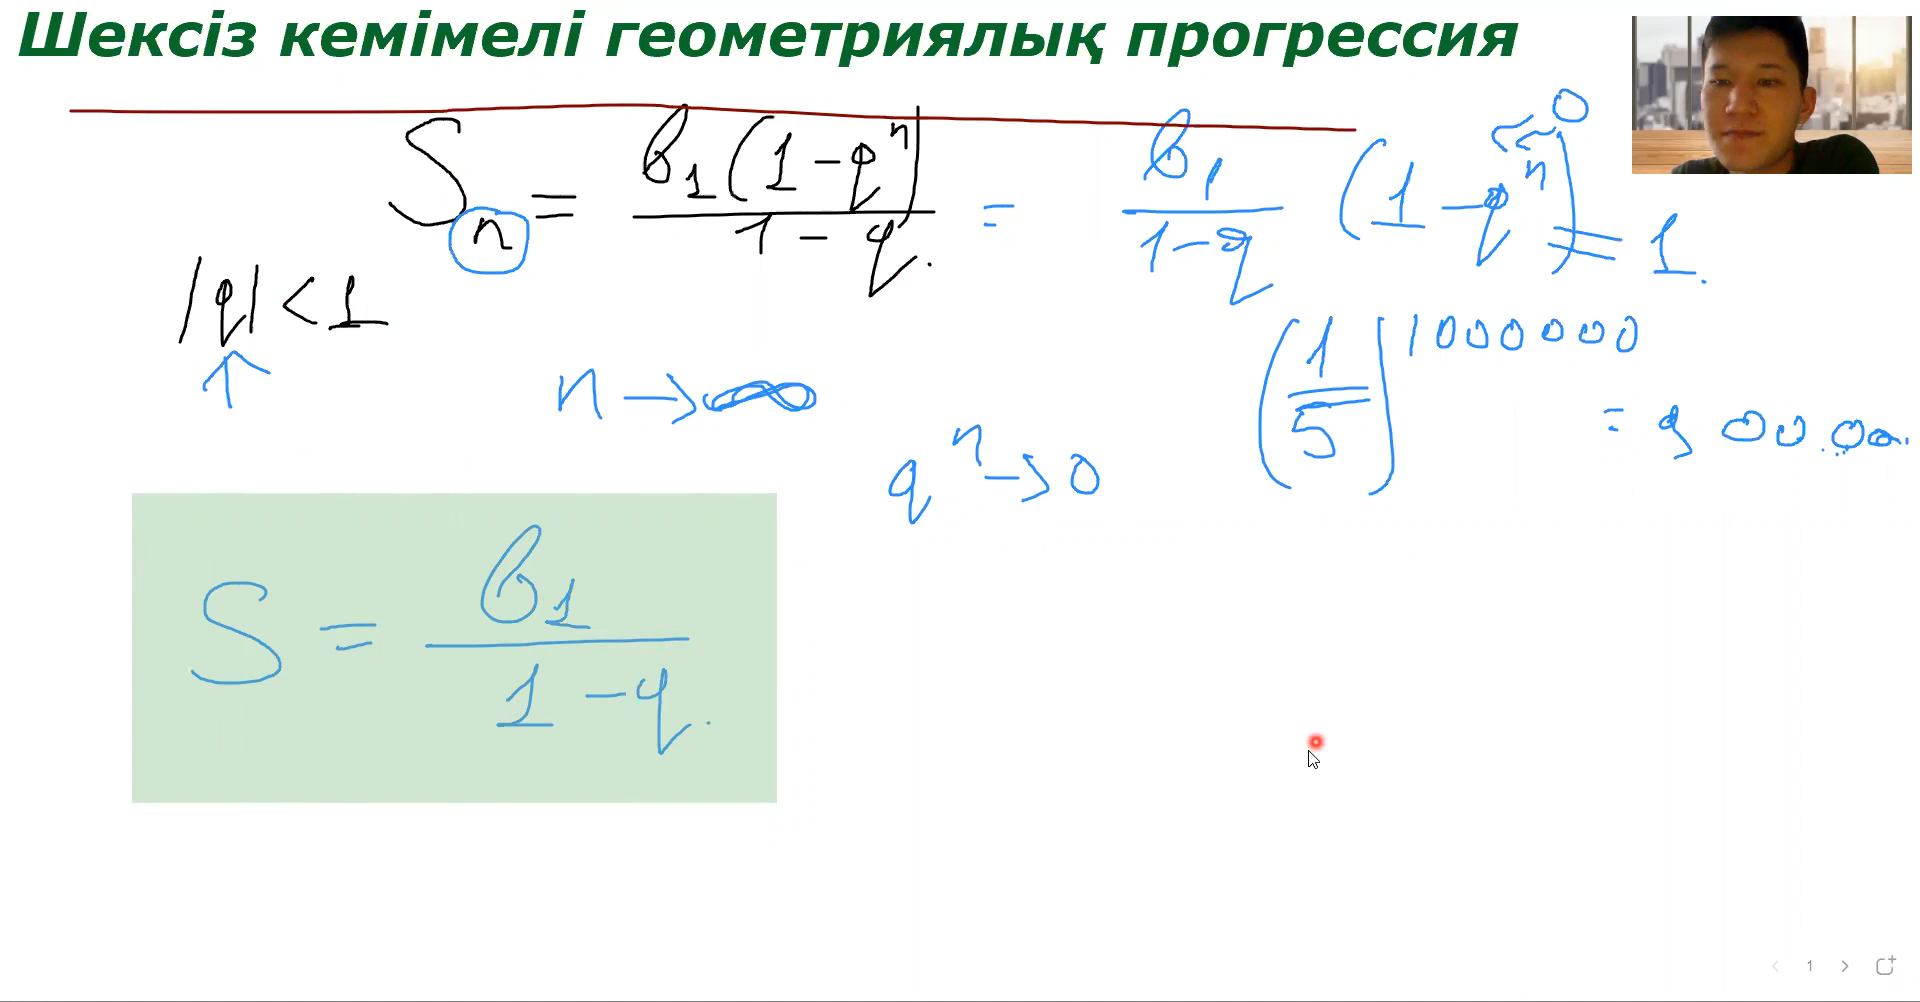 Шексіз кемімелі геометриялық прогрессия
Sn = b1(1-q^n) / 1-q. = b1 / 1-q (1-q^n) = 1.
0
|q| < 1
n → ∞
(1/5)^1000000
q^n → 0
S = b1 / 1-q.
1